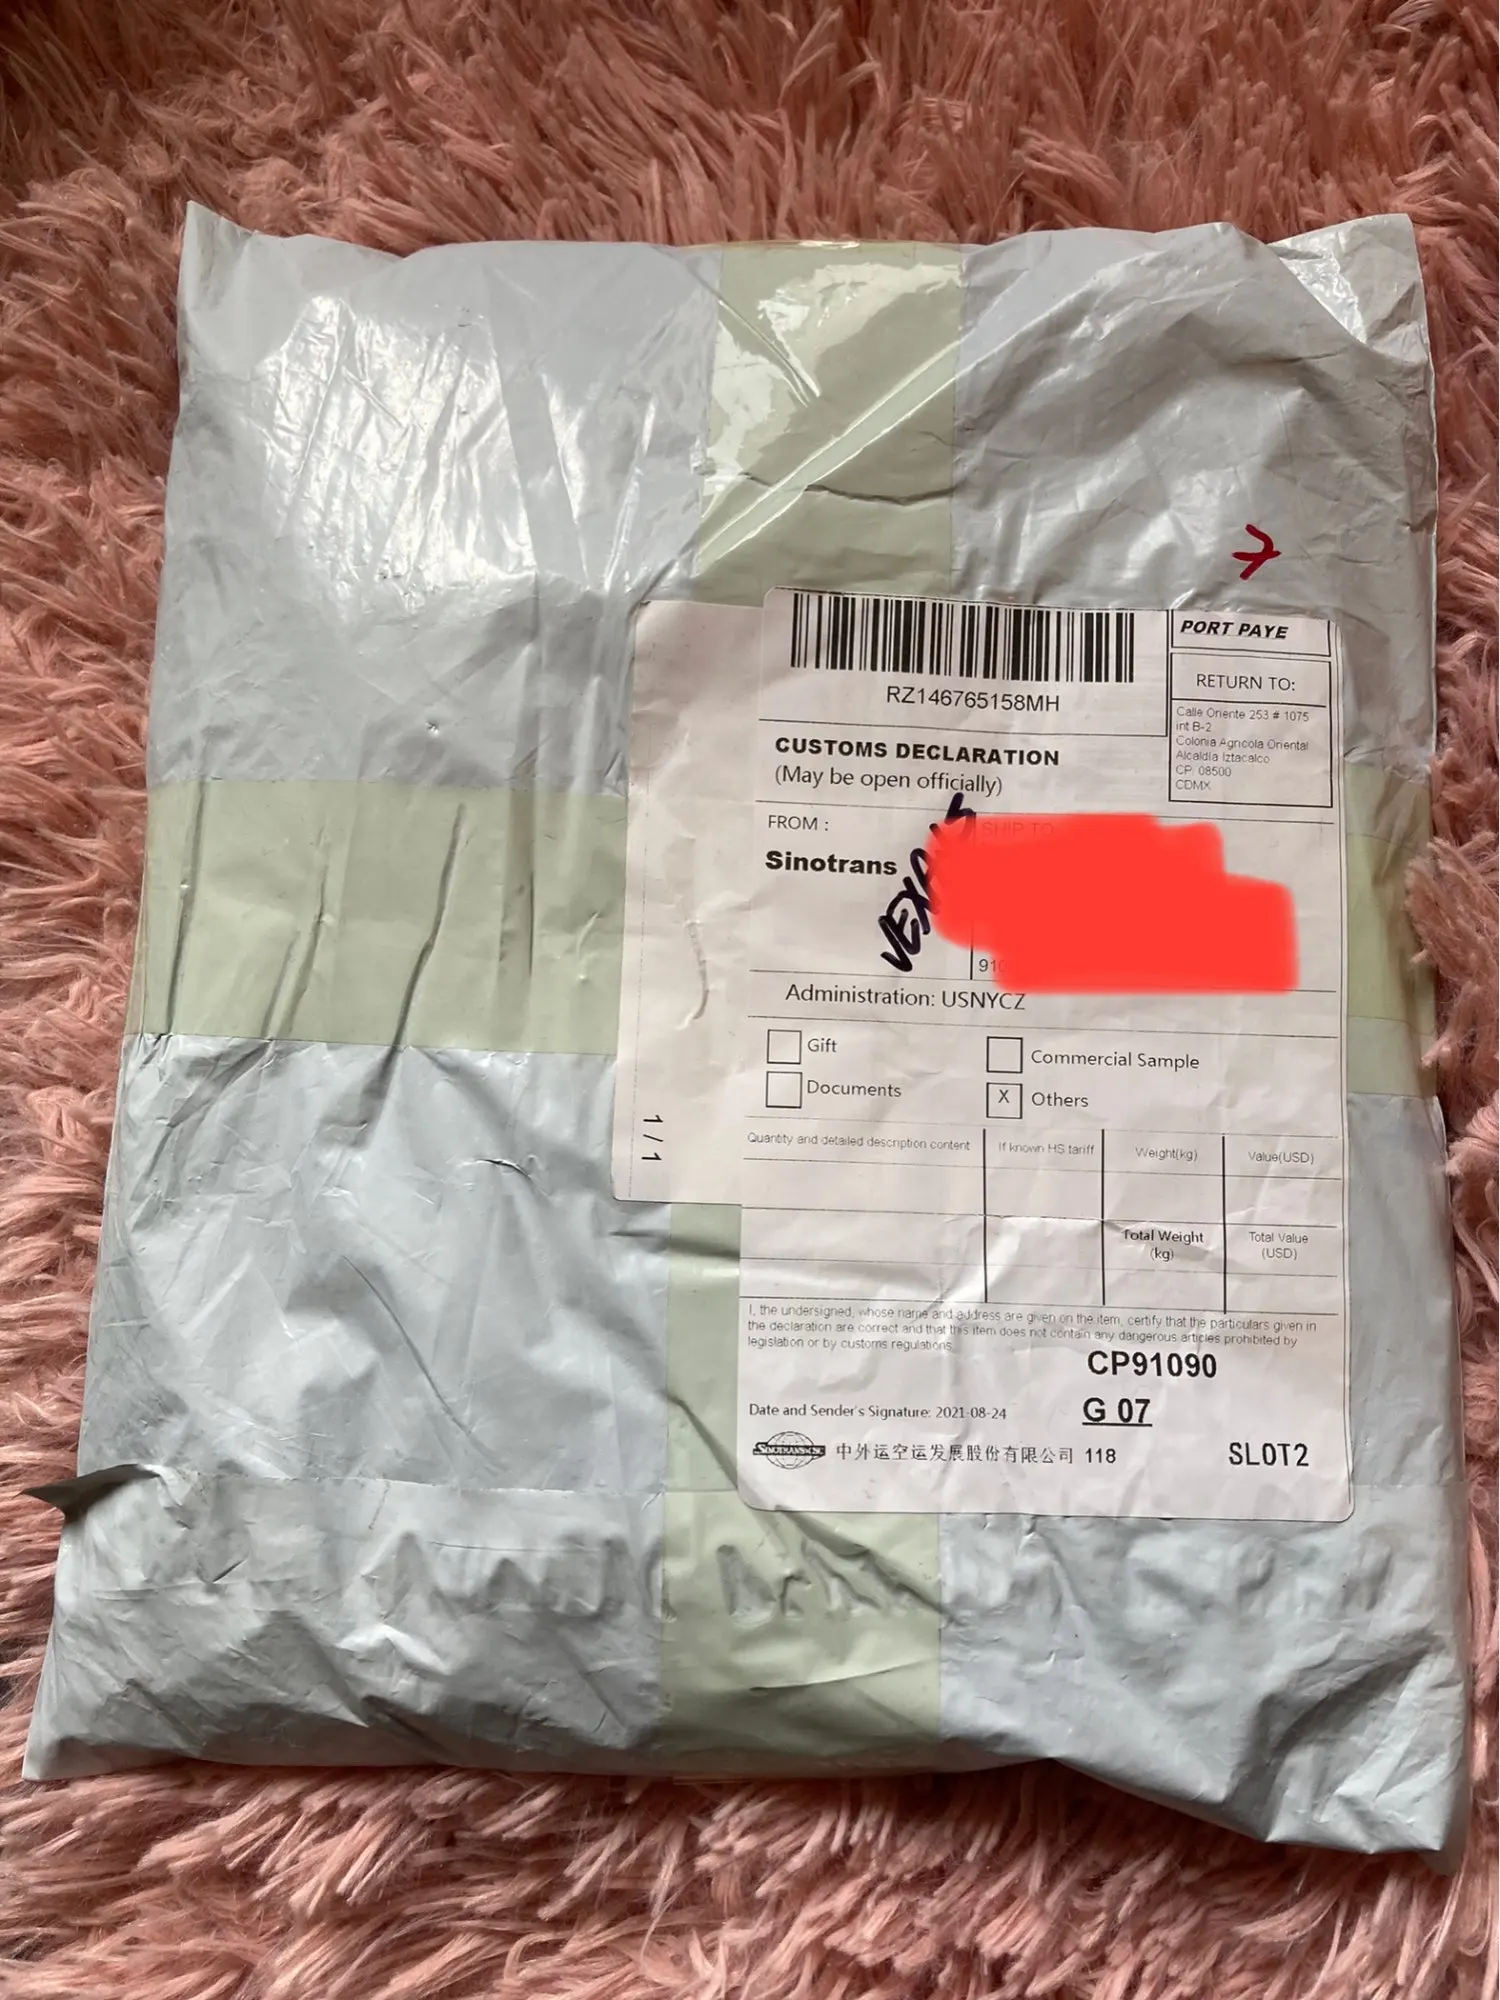 PORT PAYE
RZ146765158MH
RETURN TO:
Calle Oriente 253 # 1075
int B-2
Colonia Agricola Oriental
Alcaldia Iztacalco
CP. 08500
CDMX
CUSTOMS DECLARATION
(May be open officially)
FROM :
SHIP TO
Sinotrans
910
Administration: USNYCZ
Gift
Commercial Sample
Documents
X Others
Quantity and detailed description content
If known HS tariff
Weight(kg)
Value(USD)
Total Weight
(kg)
Total Value
(USD)
I, the undersigned, whose name and address are given on the item, certify that the particulars given in
the declaration are correct and that this item does not contain any dangerous articles prohibited by
legislation or by customs regulations.
CP91090
Date and Sender's Signature: 2021-08-24
G 07
中外运空运发展股份有限公司 118
SLOT2
1/1